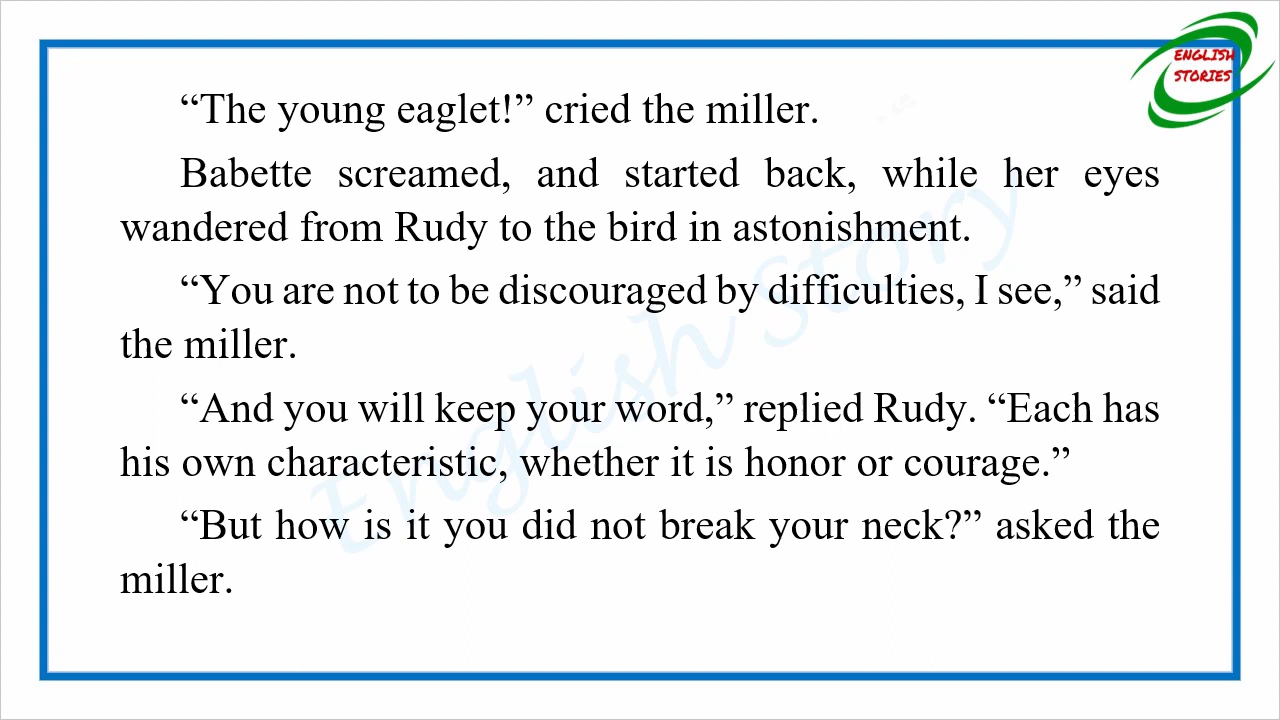 ENGLISH
STORIES
“The young eaglet!” cried the miller.
Babette screamed, and started back, while her eyes
wandered from Rudy to the bird in astonishment.
“You are not to be discouraged by difficulties, I see,” said
the miller.
“And you will keep your word,” replied Rudy. “Each has
his own characteristic, whether it is honor or courage.”
“But how is it you did not break your neck?” asked the
miller.
English Story